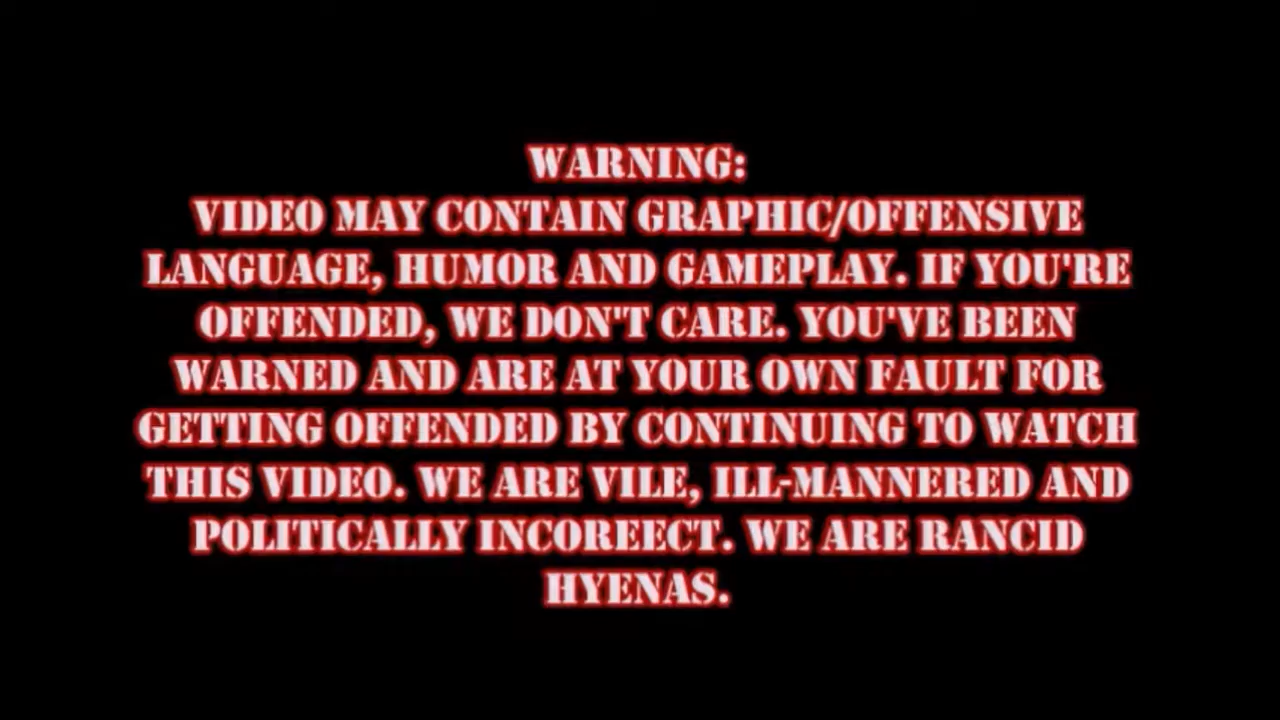 WARNING:
VIDEO MAY CONTAIN GRAPHIC/OFFENSIVE
LANGUAGE, HUMOR AND GAMEPLAY. IF YOU'RE
OFFENDED, WE DON'T CARE. YOU'VE BEEN
WARNED AND ARE AT YOUR OWN FAULT FOR
GETTING OFFENDED BY CONTINUING TO WATCH
THIS VIDEO. WE ARE VILE, ILL-MANNERED AND
POLITICALLY INCOREECT. WE ARE RANCID
HYENAS.